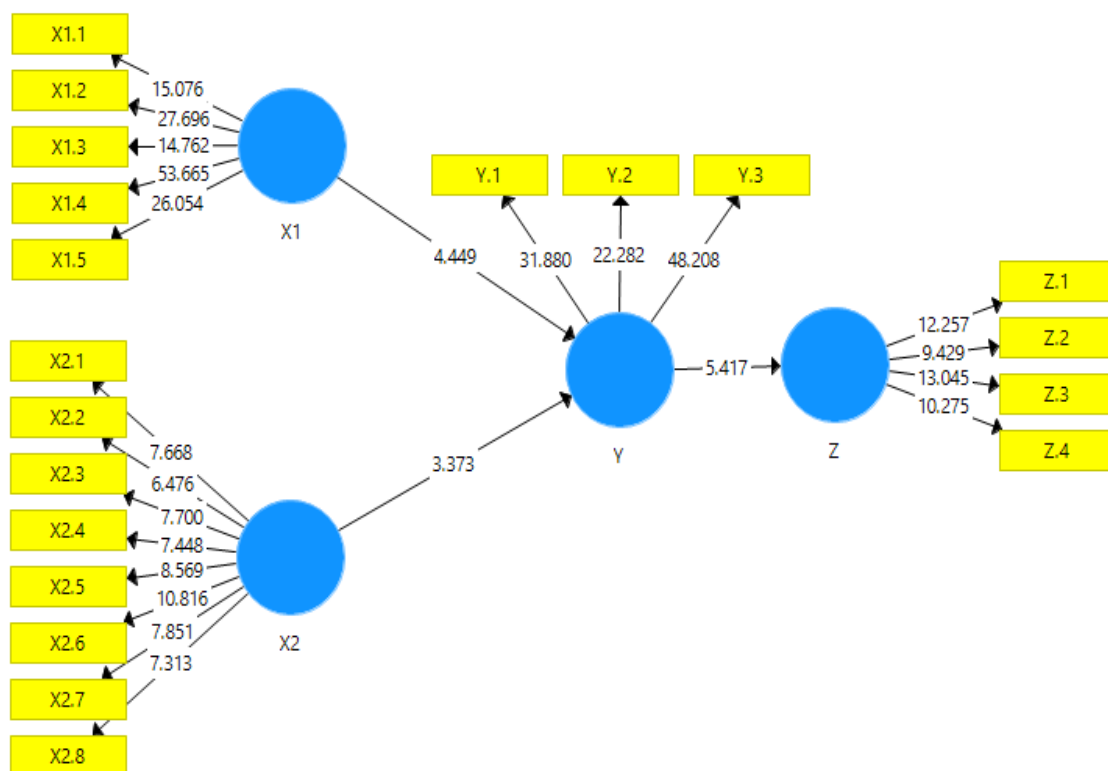 X1.1
X1.2
X1.3
X1.4
X1.5
15.076
27.696
14.762
53.665
26.054
X1
Y.1
Y.2
Y.3
4.449
31.880
22.282
48.208
X2.1
X2.2
X2.3
X2.4
X2.5
X2.6
X2.7
X2.8
7.668
6.476
7.700
7.448
8.569
10.816
7.851
7.313
X2
3.373
Y
5.417
Z
12.257
9.429
13.045
10.275
Z.1
Z.2
Z.3
Z.4